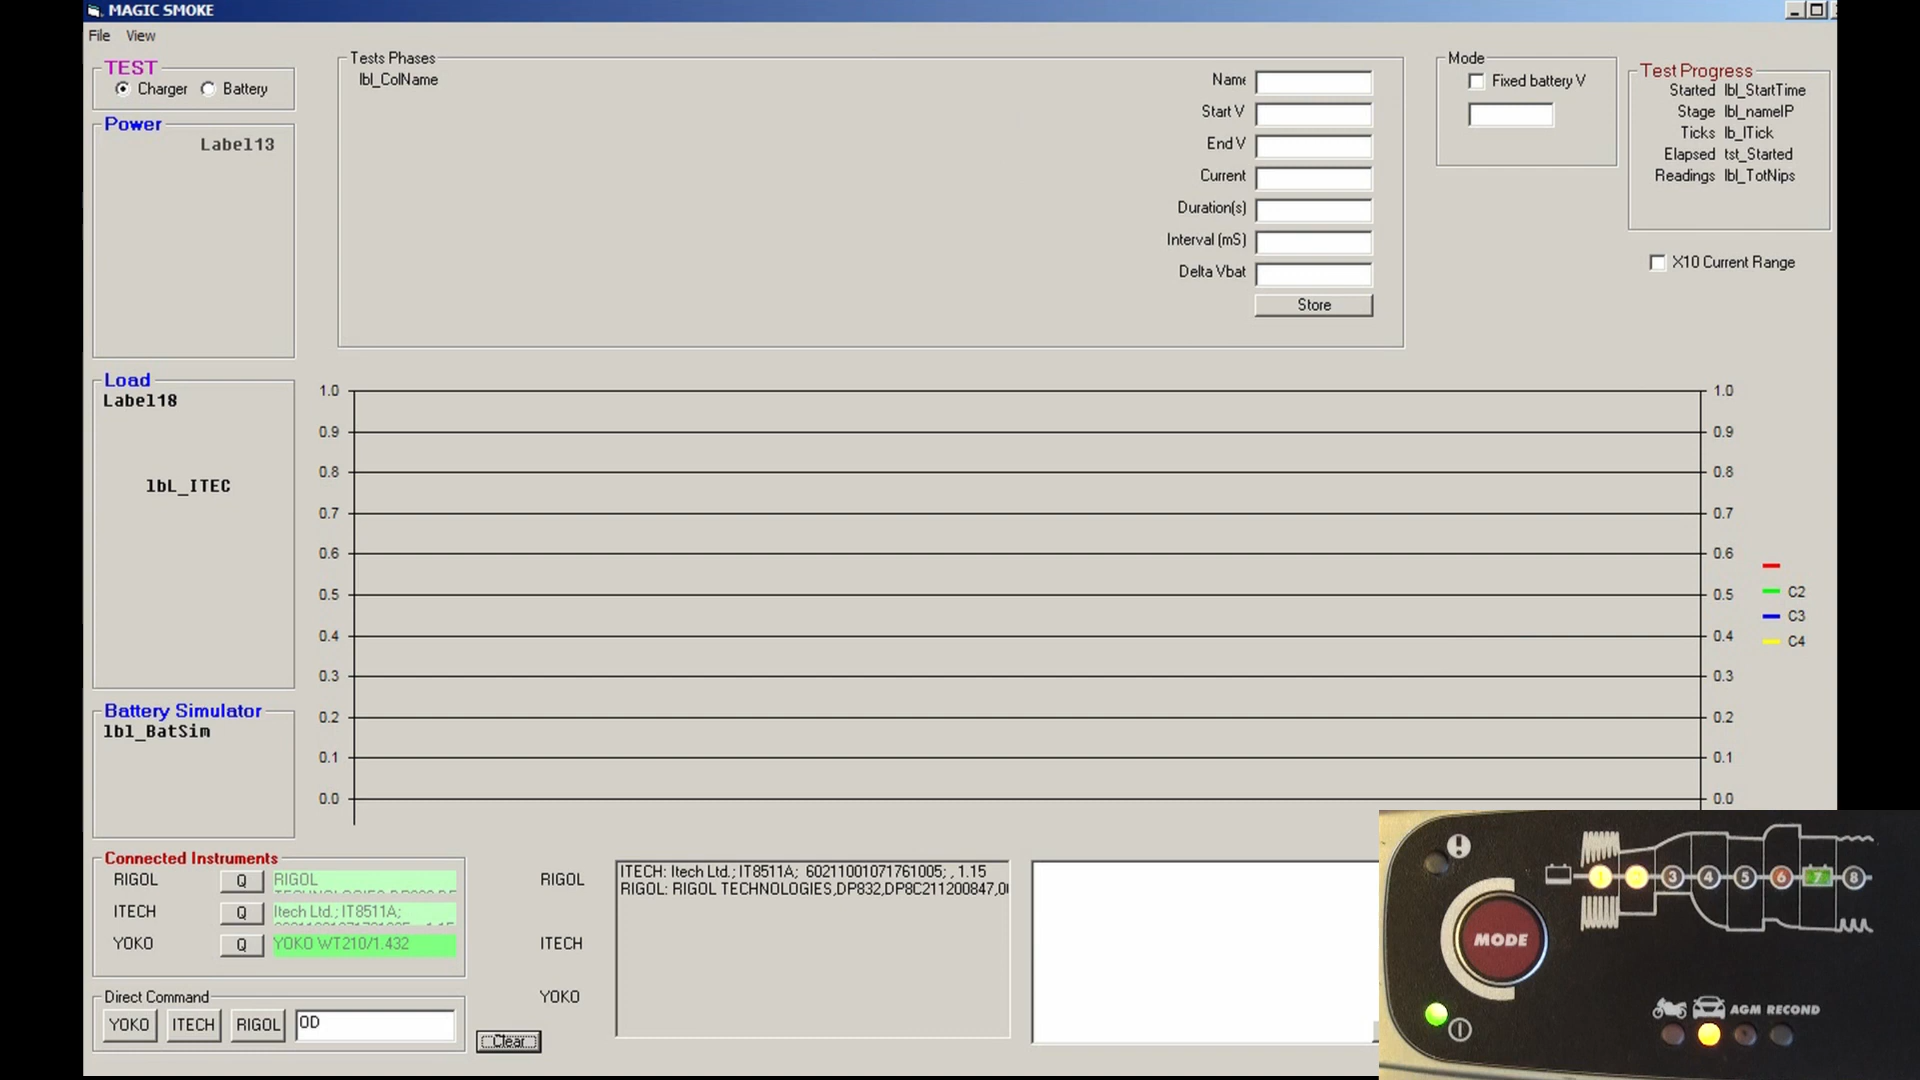 MAGIC SMOKE
File View
TEST
Charger Battery
Power
Label13
Load
Label18
lbL_ITEC
Battery Simulator
lbl_BatSim
Tests Phases
lbl_ColName
Name
Start V
End V
Current
Duration(s)
Interval (mS)
Delta Vbat
Store
Mode
Fixed battery V
Test Progress
Started lbl_StartTime
Stage lbl_nameIP
Ticks lb_lTick
Elapsed tst_Started
Readings lbl_TotNips
X10 Current Range
1.0 1.0
0.9 0.9
0.8 0.8
0.7 0.7
0.6 0.6
0.5 0.5
0.4 0.4
0.3 0.3
0.2 0.2
0.1 0.1
0.0 0.0
C2
C3
C4
Connected Instruments
RIGOL Q RIGOL
ITECH Q Itech Ltd.; IT8511A;
YOKO Q YOKO WT210/1.432
Direct Command
YOKO ITECH RIGOL OD
Clear
RIGOL
ITECH
YOKO
ITECH: Itech Ltd.; IT8511A; 60211001071761005; , 1.15
RIGOL: RIGOL TECHNOLOGIES,DP832,DP8C211200847,0
1 3 4 5 6 7 8
MODE
AGM RECOND